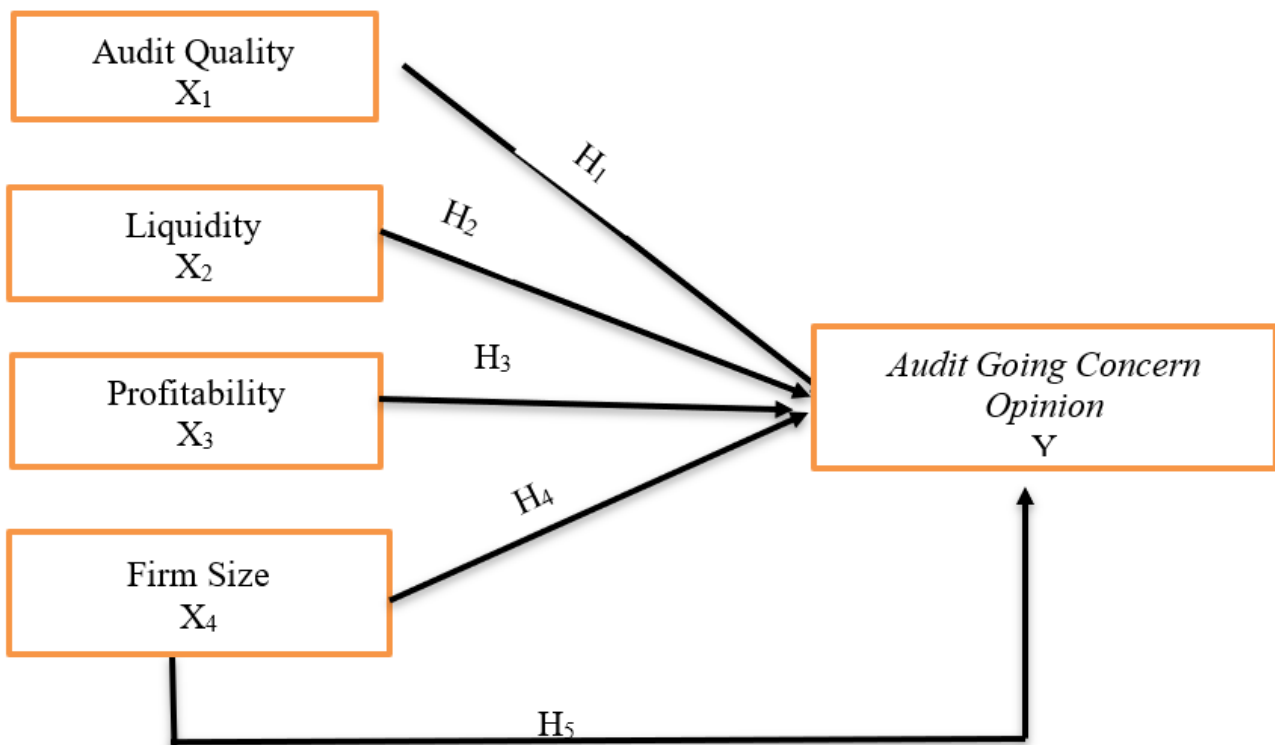 Audit Quality
X₁
H₁
Liquidity
X₂
H₂
Profitability
X₃
H₃
Audit Going Concern
Opinion
Y
Firm Size
X₄
H₄
H₅